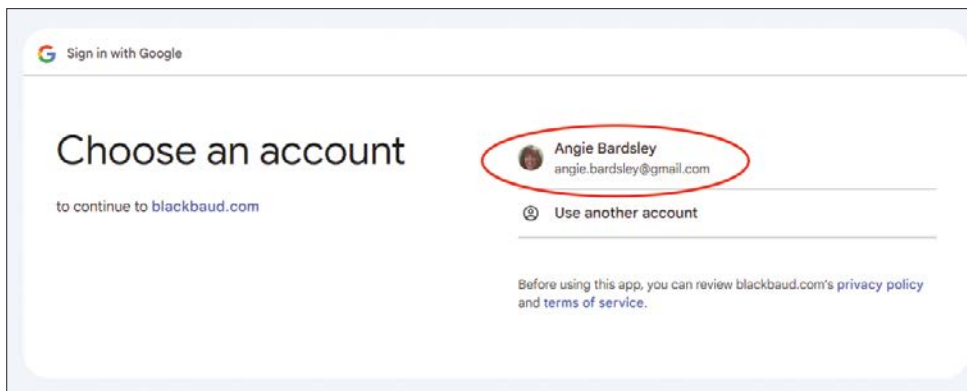 Sign in with Google
Choose an account
to continue to blackbaud.com
Angie Bardsley
angie.bardsley@gmail.com
Use another account
Before using this app, you can review blackbaud.com's privacy policy
and terms of service.